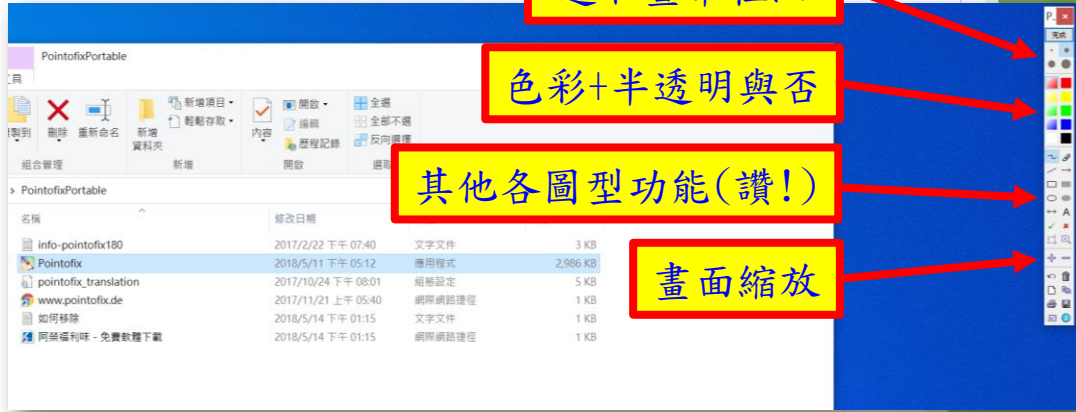 P...
完成
PointofixPortable
色彩+半透明與否
刪除 重新命名 新增資料夾 新增項目 輕鬆存取 內容 開啟 編輯 歷程記錄 全選 全部不選 反向選擇
組合管理 新增 開啟
其他各圖型功能(讚!)
> PointofixPortable
名稱 修改日期
info-pointofix180 2017/2/22 下午 07:40 文字文件 3 KB
Pointofix 2018/5/11 下午 05:12 應用程式 2,986 KB
pointofix_translation 2017/10/24 下午 08:01 組態設定 5 KB
www.pointofix.de 2017/11/21 上午 05:40 網際網路捷徑 1 KB
如何移除 2018/5/14 下午 01:15 文字文件 1 KB
阿榮福利味 - 免費軟體下載 2018/5/14 下午 01:15 網際網路捷徑 1 KB
畫面縮放